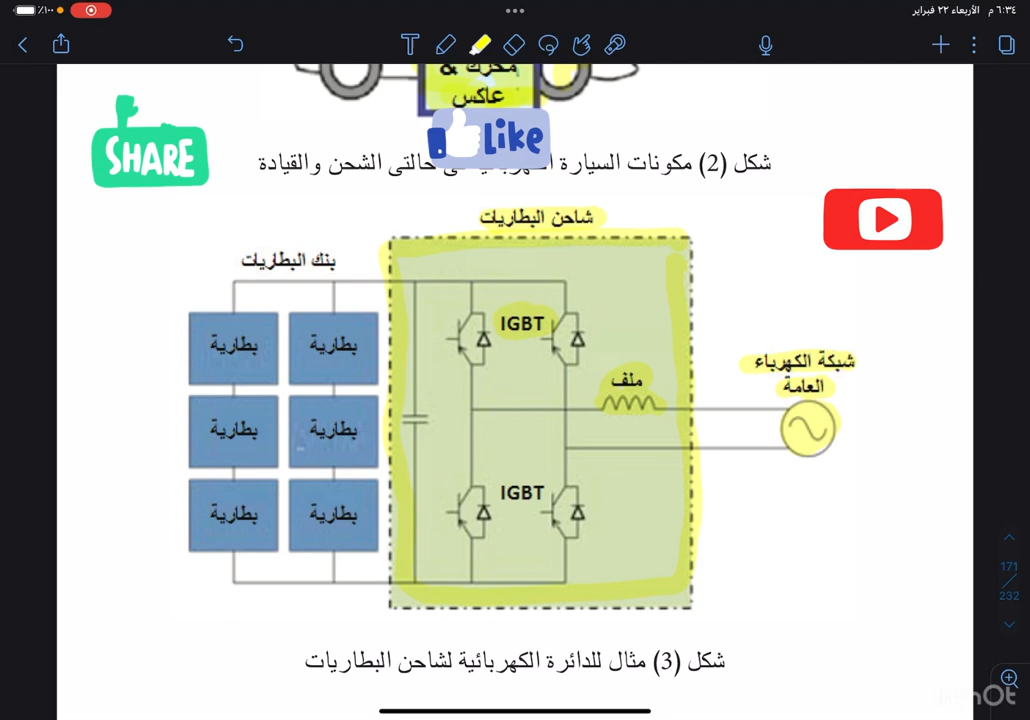 ٪١٠٠
٦:٣٤ م الأربعاء ٢٢ فبراير
T
محرك &
عاكس
SHARE
Like
شكل (2) مكونات السيارة حالتى الشحن والقيادة
شاحن البطاريات
بنك البطاريات
IGBT
بطارية
بطارية
شبكة الكهرباء
العامة
ملف
بطارية
بطارية
IGBT
بطارية
بطارية
171
232
شكل (3) مثال للدائرة الكهربائية لشاحن البطاريات